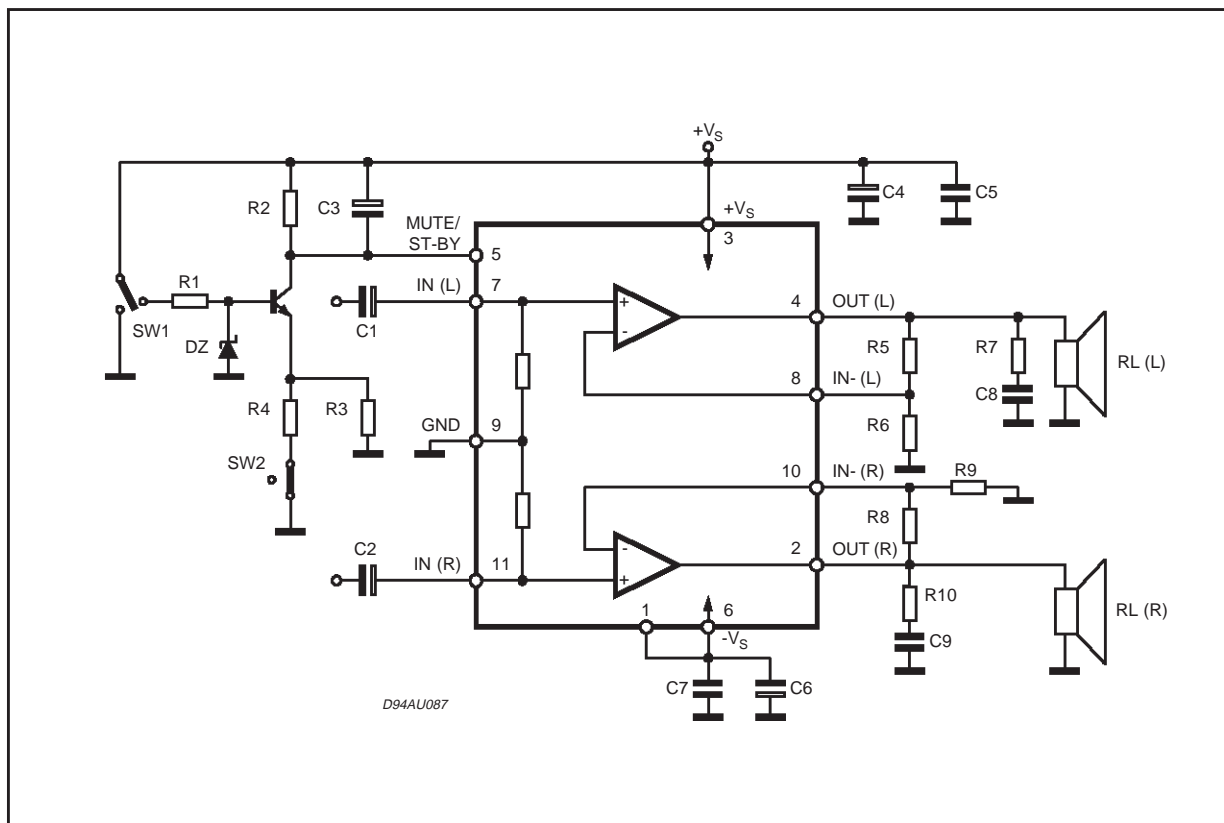 +VS
R2
C3
C4
C5
MUTE/
ST-BY
+VS
5
3
R1
IN (L)
7
4
OUT (L)
+
-
SW1
C1
DZ
R5
R7
RL (L)
8
IN- (L)
C8
R4
R3
GND
9
R6
SW2
10
IN- (R)
R9
R8
C2
IN (R)
11
-
+
2
OUT (R)
R10
RL (R)
1
6
-VS
C9
C7
C6
D94AU087